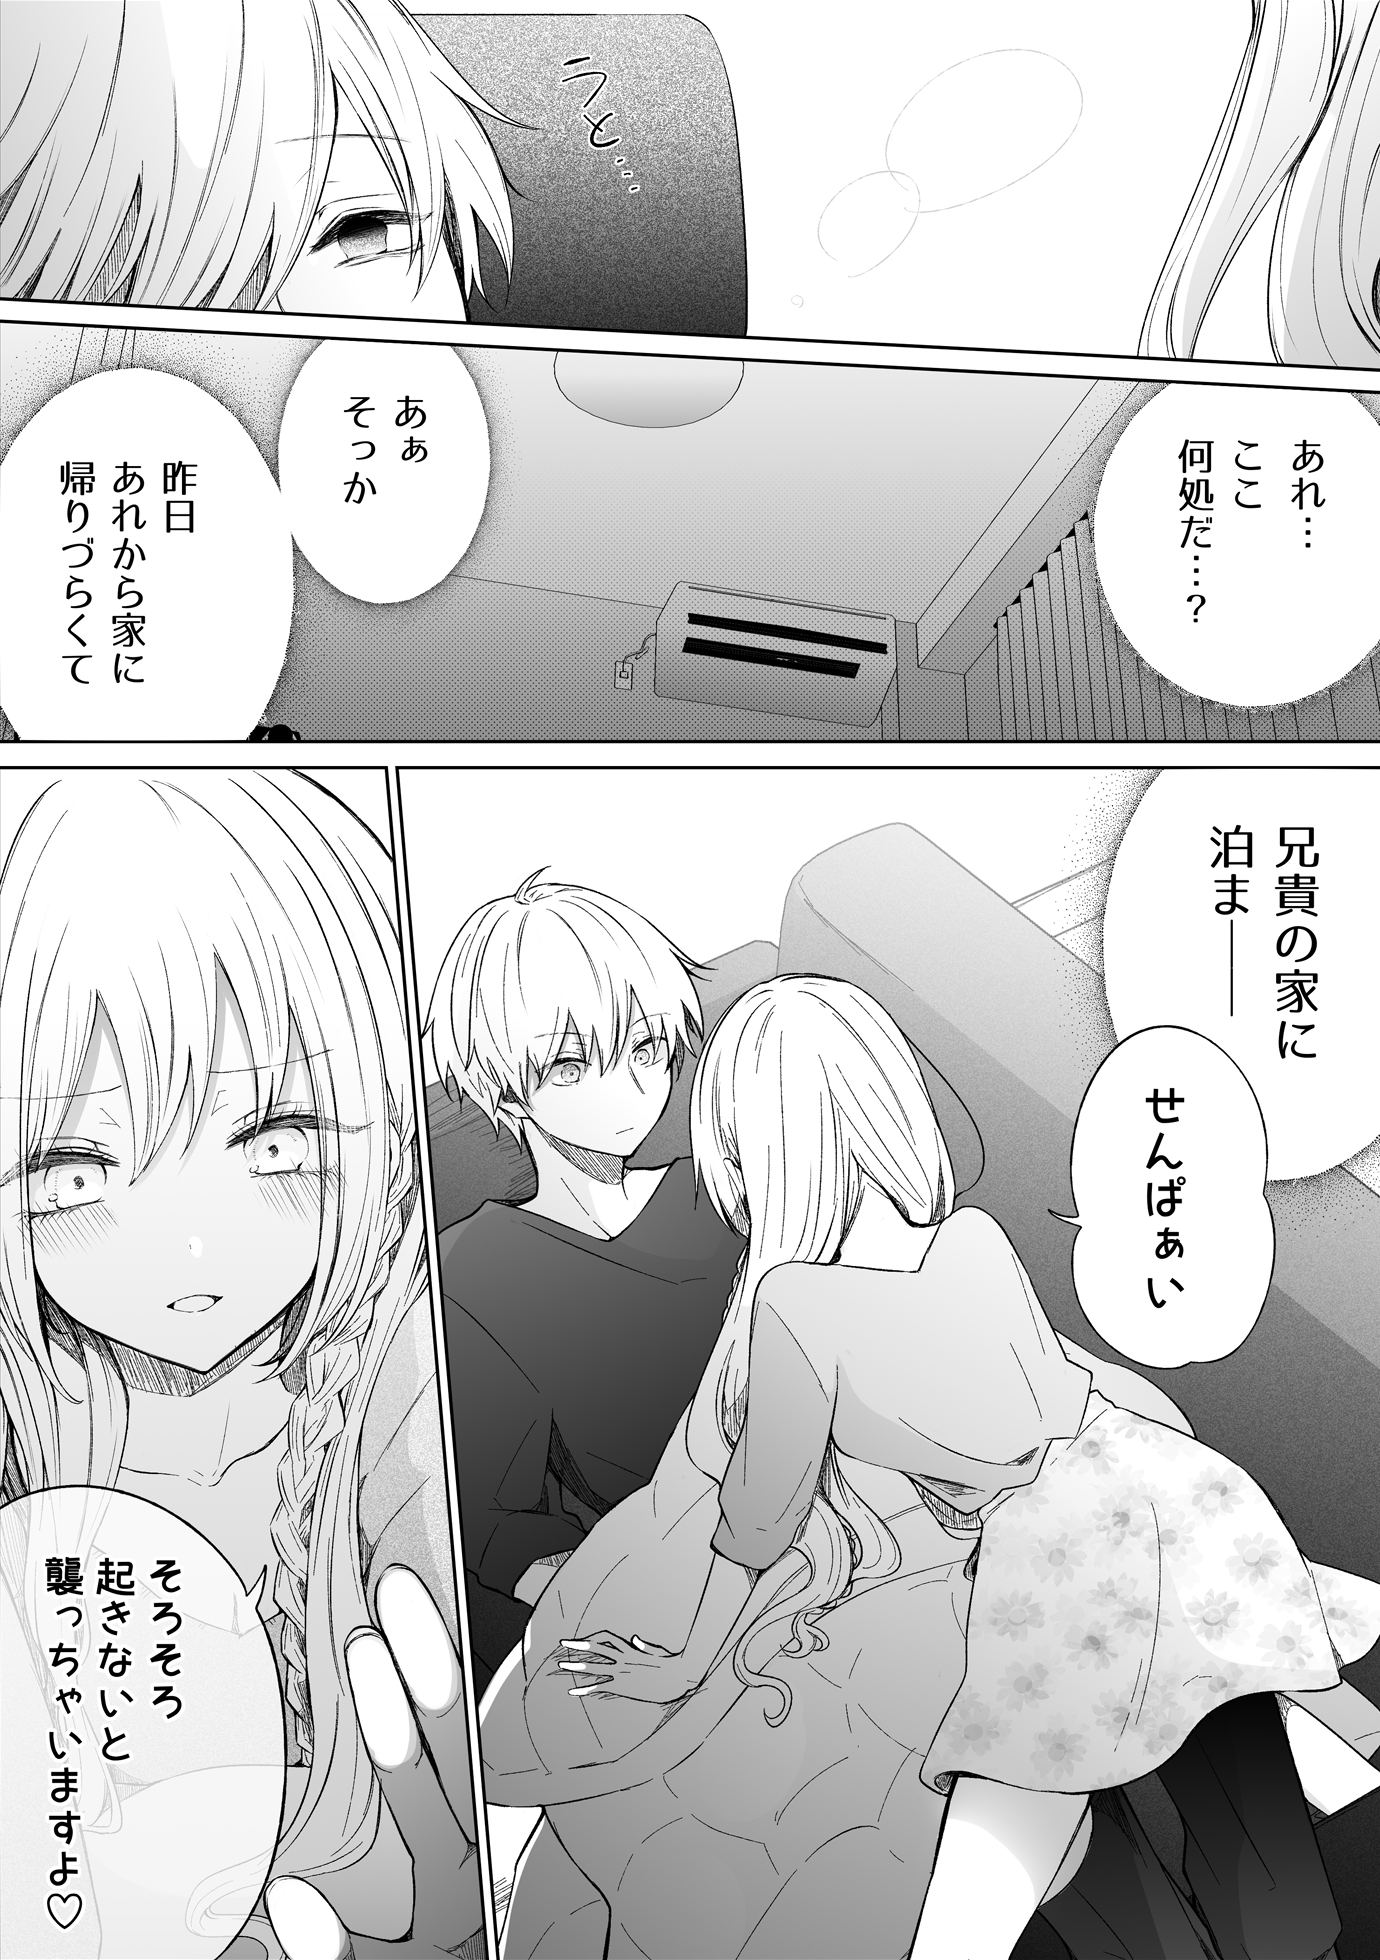 うと…
あれ…
ここ
何処だ…?
あぁ
そっか
昨日
あれから家に
帰りづらくて
兄貴の家に
泊ま――
せんぱぁい
そろそろ
起きないと
襲っちゃいますよ♡